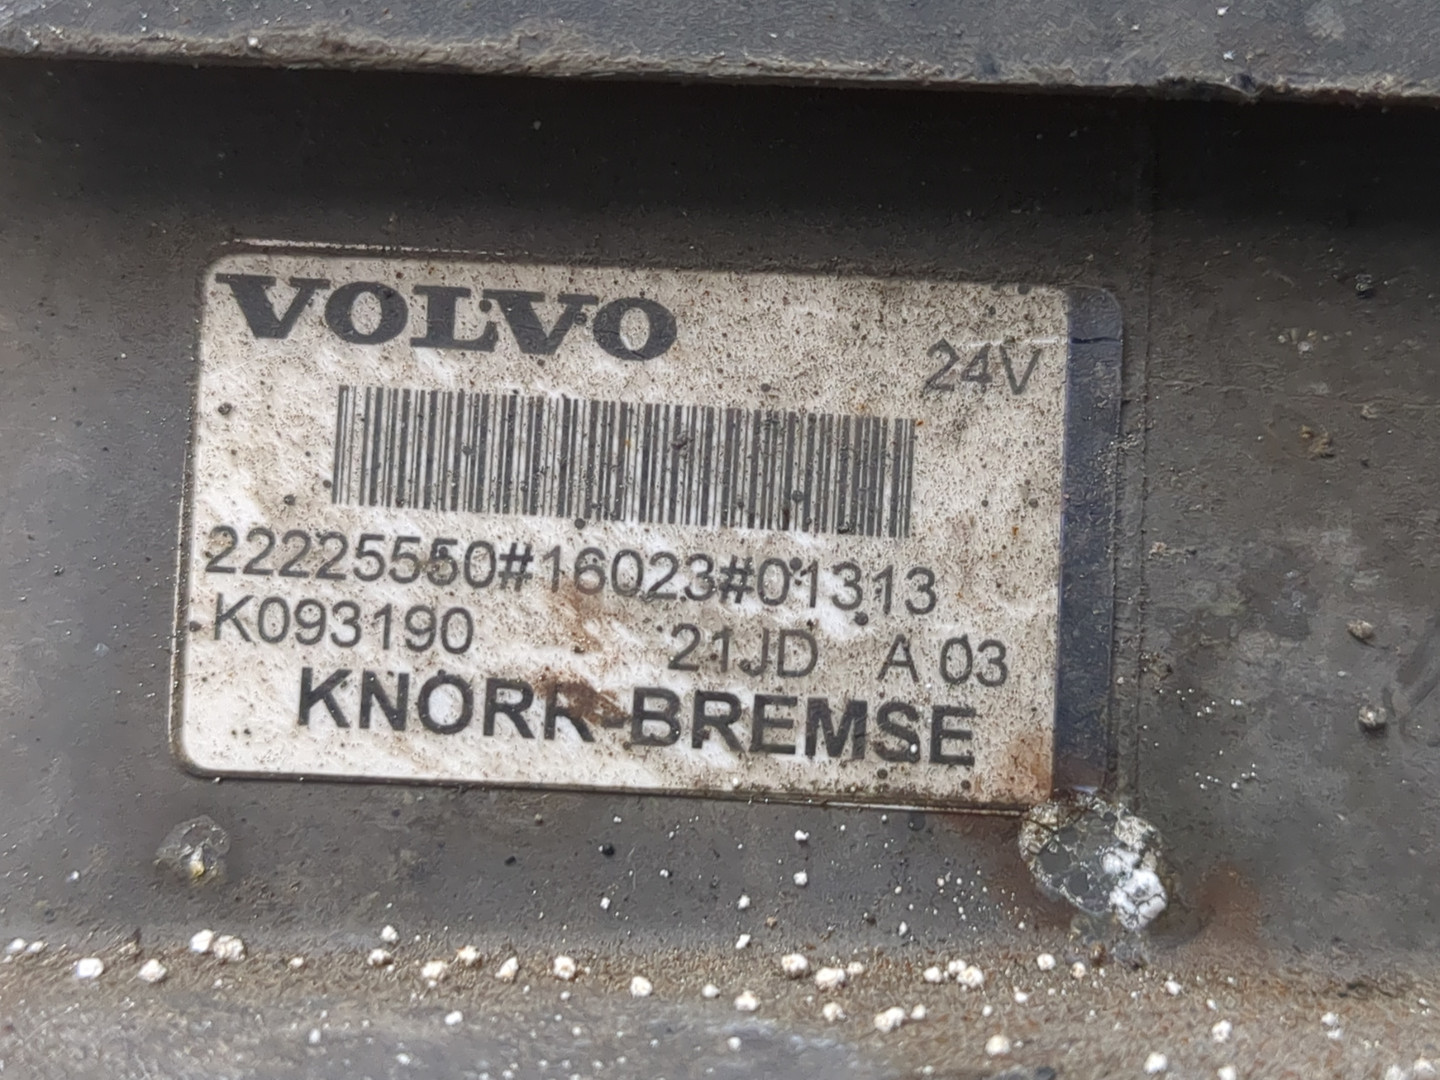 VOLVO
24V
22225550#16023#01313
K093190 21JD A 03
KNORR-BREMSE